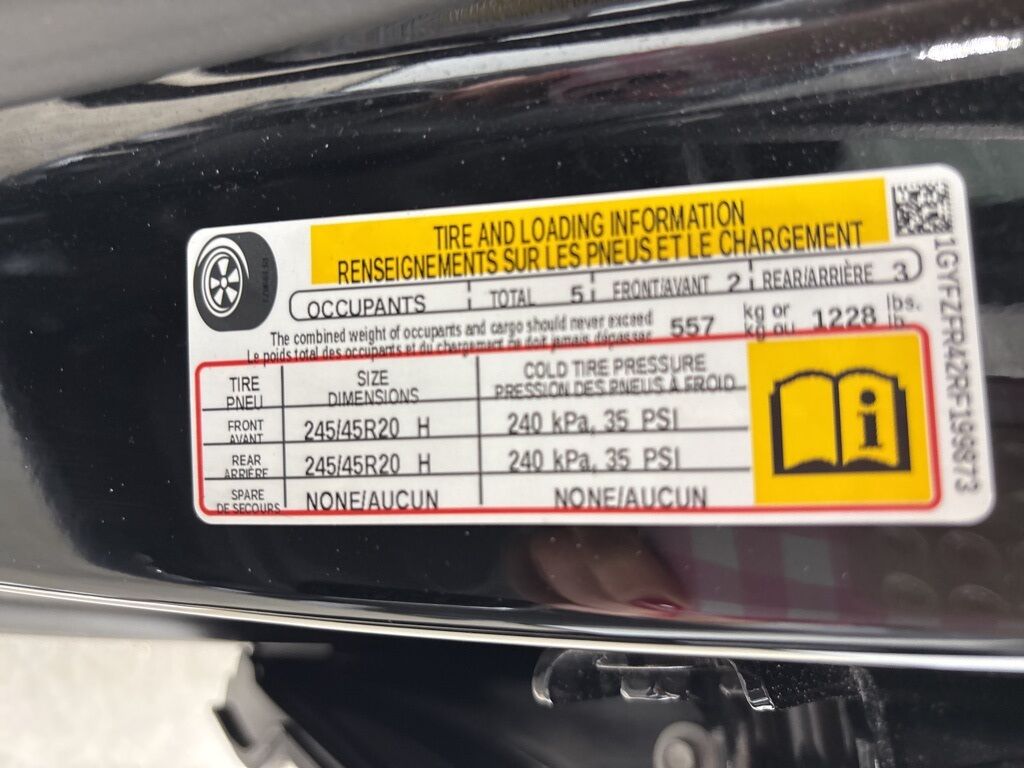 TIRE AND LOADING INFORMATION
RENSEIGNEMENTS SUR LES PNEUS ET LE CHARGEMENT
OCCUPANTS TOTAL 5 FRONT/AVANT 2 REAR/ARRIÈRE 3
The combined weight of occupants and cargo should never exceed 557 kg or 1228 lbs.
Le poids total des occupants et du chargement ne doit jamais dépasser kg ou lb
TIRE SIZE COLD TIRE PRESSURE
PNEU DIMENSIONS PRESSION DES PNEUS À FROID
FRONT
AVANT 245/45R20 H 240 kPa, 35 PSI
REAR
ARRIÈRE 245/45R20 H 240 kPa, 35 PSI
SPARE
DE SECOURS NONE/AUCUN NONE/AUCUN
1GYFZFR42RF199873